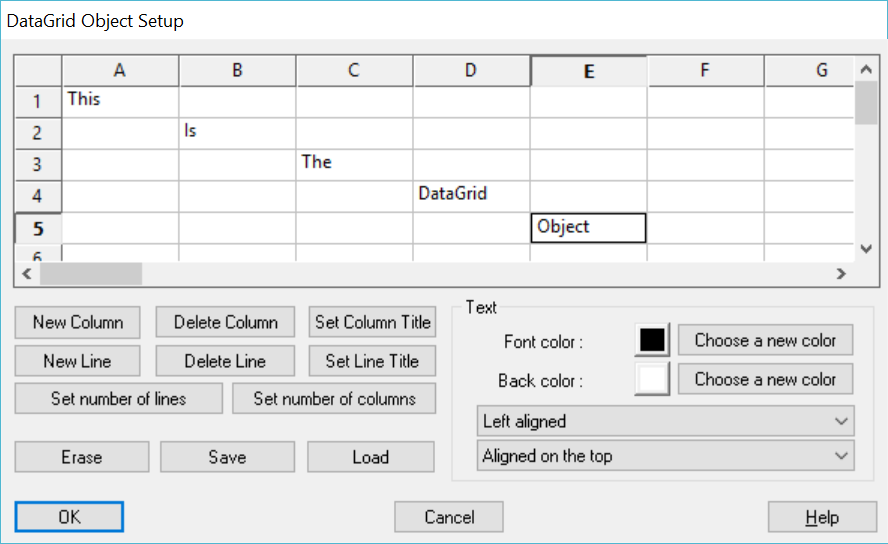 DataGrid Object Setup
A B C D E F G
1 This
2 Is
3 The
4 DataGrid
5 Object
6
Text
New Column Delete Column Set Column Title
Font color : Choose a new color
New Line Delete Line Set Line Title
Back color : Choose a new color
Set number of lines Set number of columns
Left aligned
Erase Save Load
Aligned on the top
OK Cancel Help